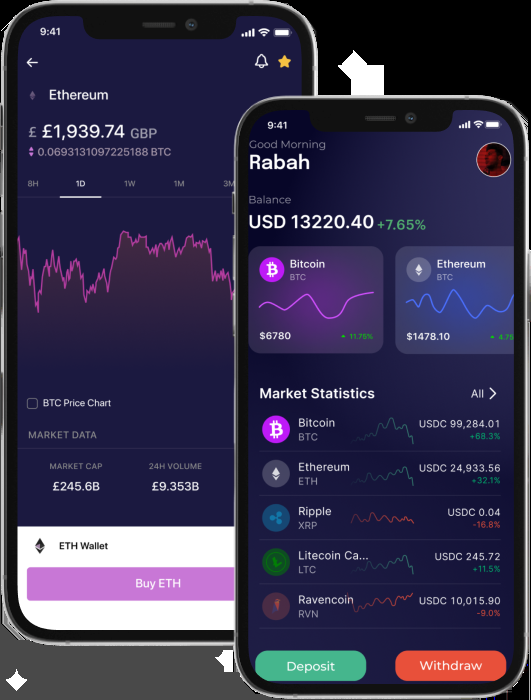 9:41
Ethereum
£ £1,939.74 GBP
0.0693131097225188 BTC
8H 1D 1W 1M 3M
BTC Price Chart
MARKET DATA
MARKET CAP 24H VOLUME
£245.6B £9.353B
ETH Wallet
Buy ETH
9:41
Good Morning
Rabah
Balance
USD 13220.40 +7.65%
Bitcoin
BTC
$6780 11.75%
Ethereum
BTC
$1478.10 4.75
Market Statistics All
Bitcoin USDC 99,284.01
BTC +68.3%
Ethereum USDC 24,933.56
ETH +32.1%
Ripple USDC 0.04
XRP -16.8%
Litecoin Ca... USDC 245.72
LTC +11.5%
Ravencoin USDC 10,015.90
RVN -9.0%
Deposit Withdraw